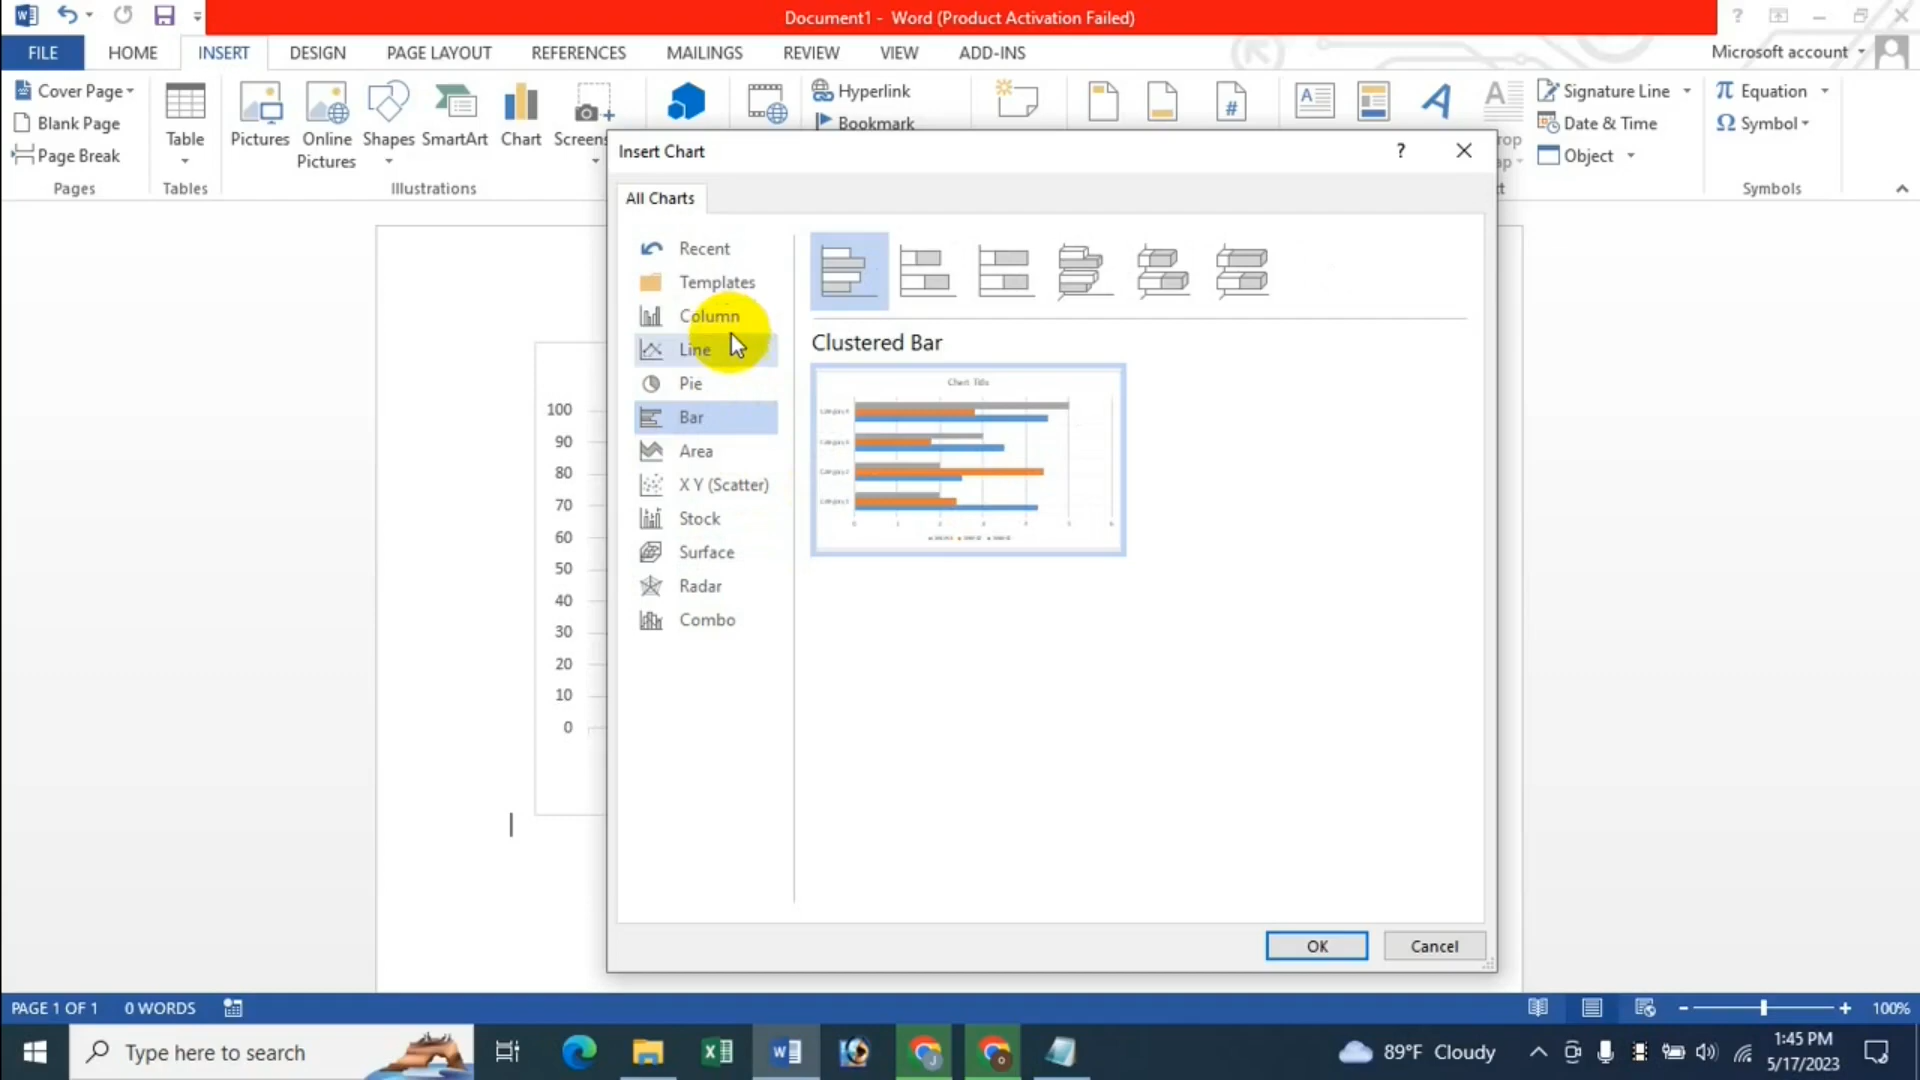 Document1 - Word (Product Activation Failed)
FILE HOME INSERT DESIGN PAGE LAYOUT REFERENCES MAILINGS REVIEW VIEW ADD-INS Microsoft account
Cover Page
Blank Page
Page Break
Pages
Table
Tables
Pictures
Online Pictures
Shapes
SmartArt
Chart
Screens
Illustrations
Hyperlink
Bookmark
Signature Line
Date & Time
Object
Equation
Symbol
Symbols
Insert Chart
All Charts
Recent
Templates
Column
Line
Pie
Bar
Area
X Y (Scatter)
Stock
Surface
Radar
Combo
Clustered Bar
Chart Title
100
90
80
70
60
50
40
30
20
10
0
OK Cancel
PAGE 1 OF 1 0 WORDS 100%
Type here to search
89°F Cloudy
1:45 PM
5/17/2023